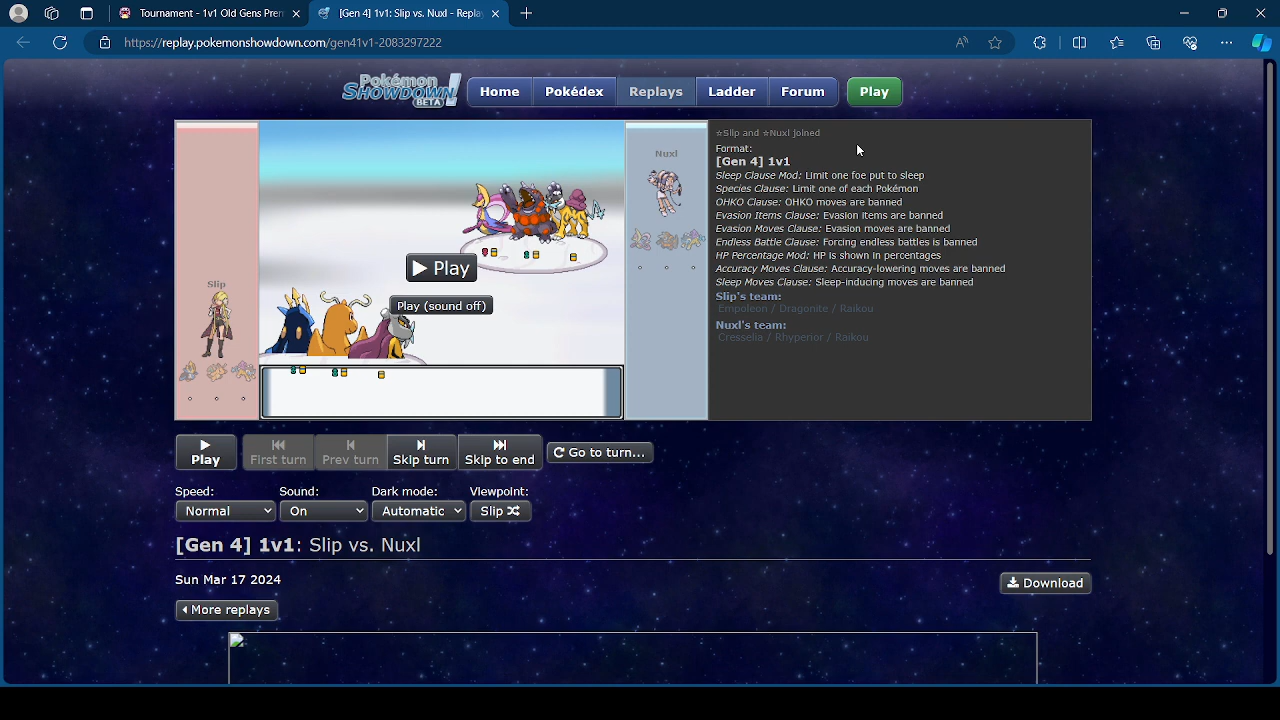 Tournament - 1v1 Old Gens Prem
[Gen 4] 1v1: Slip vs. Nuxl - Repla
https://replay.pokemonshowdown.com/gen41v1-2083297222
Pokémon
SHOWDOWN!
BETA
Home
Pokédex
Replays
Ladder
Forum
Play
☆Slip and ☆Nuxl joined
Format:
[Gen 4] 1v1
Sleep Clause Mod: Limit one foe put to sleep
Species Clause: Limit one of each Pokémon
OHKO Clause: OHKO moves are banned
Evasion Items Clause: Evasion items are banned
Evasion Moves Clause: Evasion moves are banned
Endless Battle Clause: Forcing endless battles is banned
HP Percentage Mod: HP is shown in percentages
Accuracy Moves Clause: Accuracy-lowering moves are banned
Sleep Moves Clause: Sleep-inducing moves are banned
Slip's team:
Empoleon / Dragonite / Raikou
Nuxl's team:
Cresselia / Rhyperior / Raikou
Nuxl
Slip
Play
Play (sound off)
Play
First turn
Prev turn
Skip turn
Skip to end
Go to turn...
Speed:
Sound:
Dark mode:
Viewpoint:
Normal
On
Automatic
Slip
[Gen 4] 1v1: Slip vs. Nuxl
Sun Mar 17 2024
Download
More replays